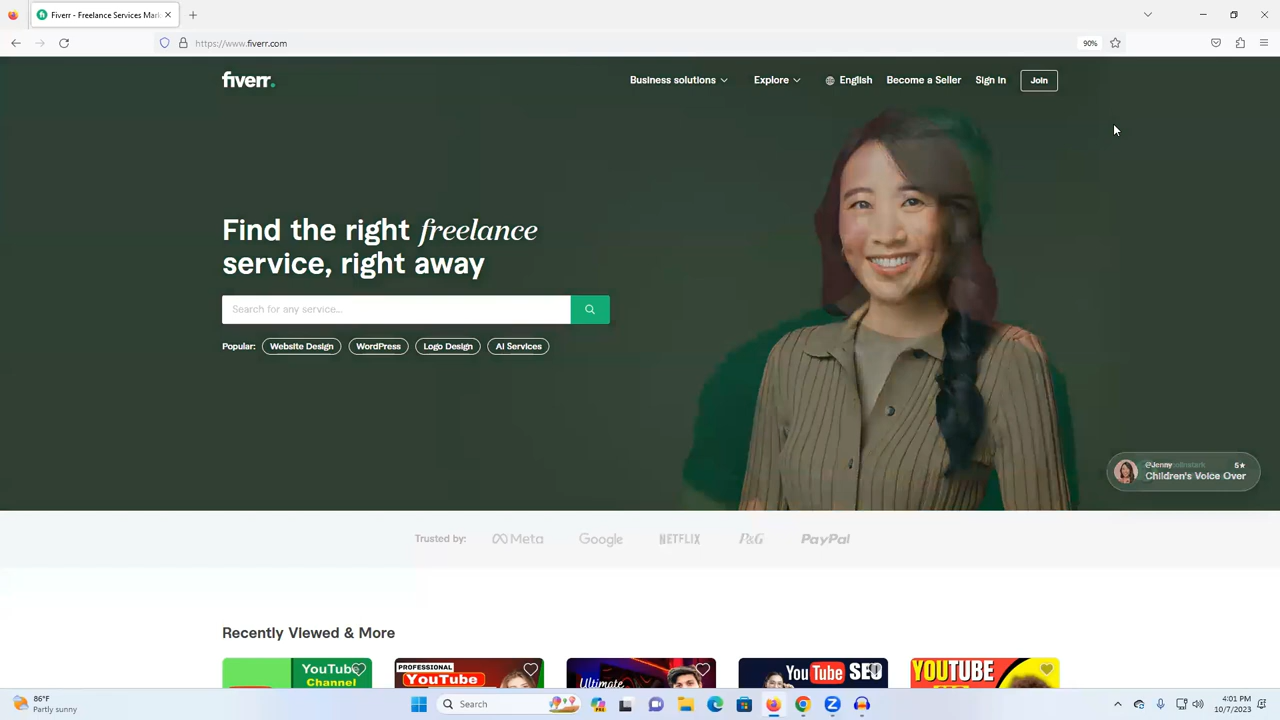 Fiverr - Freelance Services Mark
https://www.fiverr.com
90%
fiverr.
Business solutions
Explore
English
Become a Seller
Sign in
Join
Find the right freelance
service, right away
Search for any service...
Popular:
Website Design
WordPress
Logo Design
AI Services
@Jenny
5★
Children's Voice Over
Trusted by:
Meta
Google
NETFLIX
P&G
PayPal
Recently Viewed & More
YouTube
Channel
PROFESSIONAL
YouTube
Ultimate
YouTube SEO
YOUTUBE
86°F
Partly sunny
Search
4:01 PM
10/7/2023